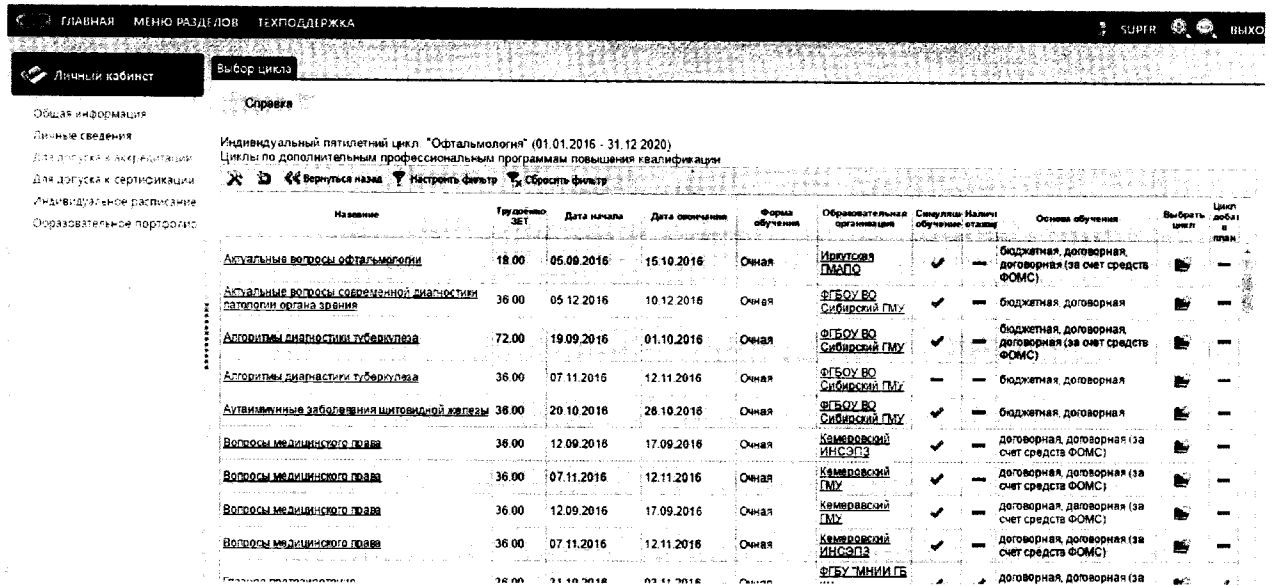 ГЛАВНАЯ МЕНЮ РАЗДЕЛОВ ТЕХПОДДЕРЖКА
SUPER ВЫХО
Личный кабинет
Общая информация
Личные сведения
Для допуска к аккредитации
Для допуска к сертификации
Индивидуальное расписание
Образовательное портфолио
Выбор цикла
Справка
Индивидуальный пятилетний цикл "Офтальмология" (01.01.2016 - 31.12.2020)
Циклы по дополнительным профессиональным программам повышения квалификации
Вернуться назад Настроить фильтр Сбросить фильтр
Название Дата начала Дата окончания Форма обучения Образовательная организация Основа обучения Выбрать цикл
Актуальные вопросы офтальмологии 18.00 05.09.2016 15.10.2016 Очная Иркутская ГМАПО бюджетная, договорная, договорная (за счет средств ФОМС)
Актуальные вопросы современной диагностики патологии органа зрения 36.00 05.12.2016 10.12.2016 Очная ФГБОУ ВО Сибирский ГМУ бюджетная, договорная
Алгоритмы диагностики туберкулеза 72.00 19.09.2016 01.10.2016 Очная ФГБОУ ВО Сибирский ГМУ бюджетная, договорная, договорная (за счет средств ФОМС)
Алгоритмы диагностики туберкулеза 36.00 07.11.2016 12.11.2016 Очная ФГБОУ ВО Сибирский ГМУ бюджетная, договорная
Аутоиммунные заболевания щитовидной железы 36.00 20.10.2016 26.10.2016 Очная ФГБОУ ВО Сибирский ГМУ бюджетная, договорная
Вопросы медицинского права 36.00 12.09.2016 17.09.2016 Очная Кемеровский ИНСЭПЗ договорная, договорная (за счет средств ФОМС)
Вопросы медицинского права 36.00 07.11.2016 12.11.2016 Очная Кемеровский ГМУ договорная, договорная (за счет средств ФОМС)
Вопросы медицинского права 36.00 12.09.2016 17.09.2016 Очная Кемеровский ГМУ договорная, договорная (за счет средств ФОМС)
Вопросы медицинского права 36.00 07.11.2016 12.11.2016 Очная Кемеровский ИНСЭПЗ договорная, договорная (за счет средств ФОМС)
31.10.2016 03.11.2016 ФГБУ "МНИИ ГБ договорная, договорная (за